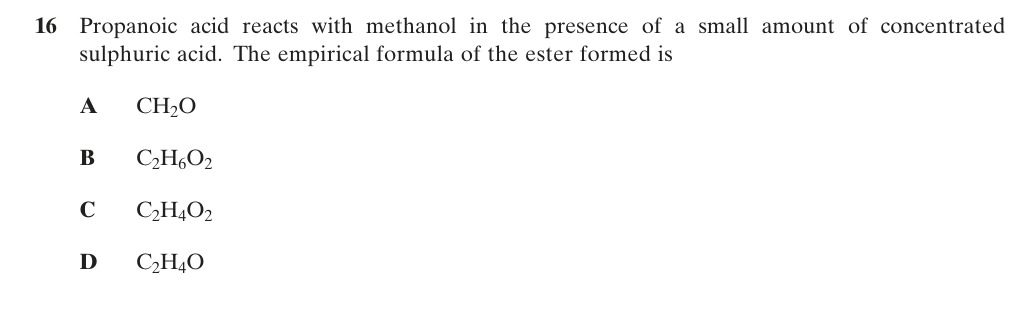 16 Propanoic acid reacts with methanol in the presence of a small amount of concentrated
sulphuric acid. The empirical formula of the ester formed is
A CH₂O
B C₂H₆O₂
C C₂H₄O₂
D C₂H₄O